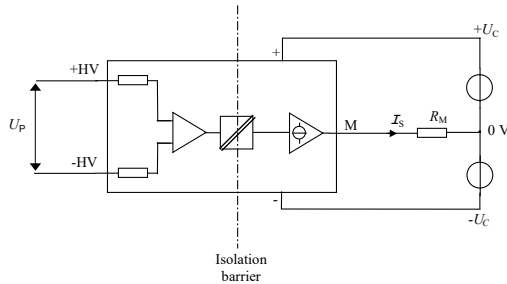 +U_C
+
+HV
U_P
I_S
R_M
M
0 V
-HV
-
-U_C
Isolation
barrier